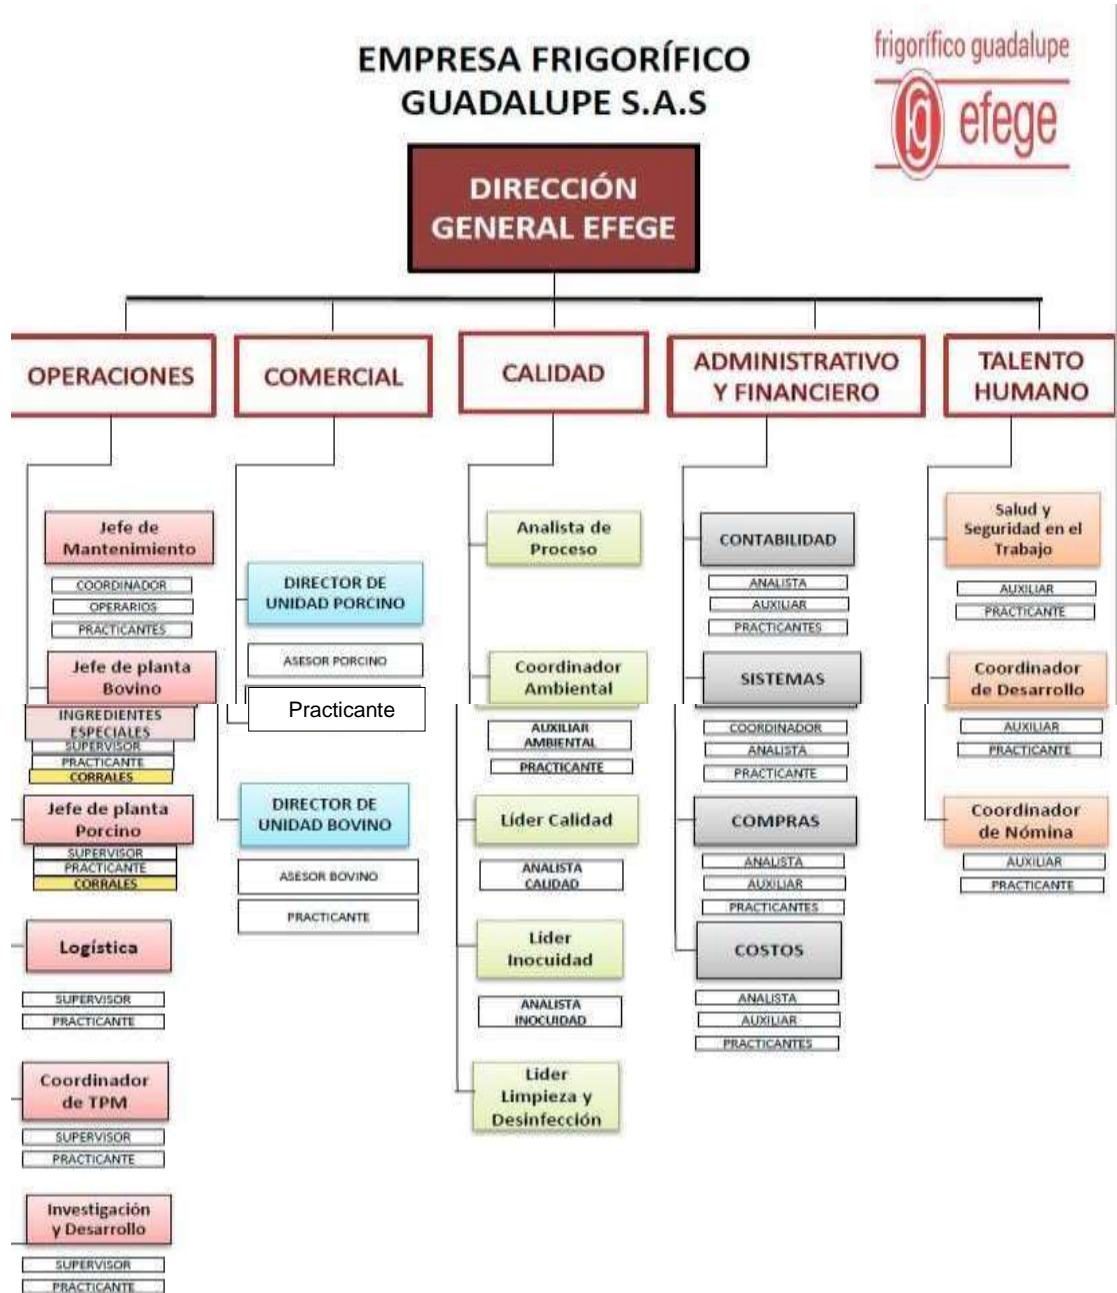 EMPRESA FRIGORÍFICO
GUADALUPE S.A.S
frigorífico guadalupe
fg efege
DIRECCIÓN
GENERAL EFEGE
OPERACIONES
Jefe de
Mantenimiento
COORDINADOR
OPERARIOS
PRACTICANTES
Jefe de planta
Bovino
INGREDIENTES
ESPECIALES
SUPERVISOR
PRACTICANTE
CORRALES
Jefe de planta
Porcino
SUPERVISOR
PRACTICANTE
CORRALES
Logística
SUPERVISOR
PRACTICANTE
Coordinador
de TPM
SUPERVISOR
PRACTICANTE
Investigación
y Desarrollo
SUPERVISOR
PRACTICANTE
COMERCIAL
DIRECTOR DE
UNIDAD PORCINO
ASESOR PORCINO
Practicante
DIRECTOR DE
UNIDAD BOVINO
ASESOR BOVINO
PRACTICANTE
CALIDAD
Analista de
Proceso
Coordinador
Ambiental
AUXILIAR
AMBIENTAL
PRACTICANTE
Líder Calidad
ANALISTA
CALIDAD
Lider
Inocuidad
ANALISTA
INOCUIDAD
Lider
Limpieza y
Desinfección
ADMINISTRATIVO
Y FINANCIERO
CONTABILIDAD
ANALISTA
AUXILIAR
PRACTICANTES
SISTEMAS
COORDINADOR
ANALISTA
PRACTICANTE
COMPRAS
ANALISTA
AUXILIAR
PRACTICANTES
COSTOS
ANALISTA
AUXILIAR
PRACTICANTES
TALENTO
HUMANO
Salud y
Seguridad en el
Trabajo
AUXILIAR
PRACTICANTE
Coordinador
de Desarrollo
AUXILIAR
PRACTICANTE
Coordinador
de Nómina
AUXILIAR
PRACTICANTE